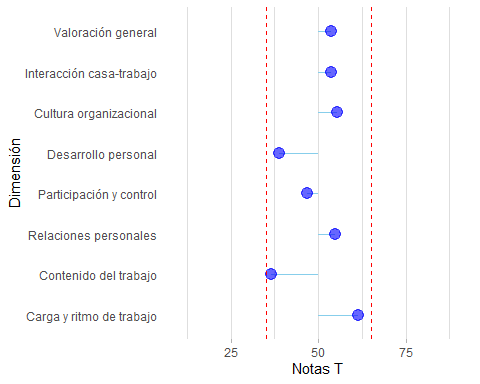 Valoración general
Interacción casa-trabajo
Cultura organizacional
Desarrollo personal
Participación y control
Relaciones personales
Contenido del trabajo
Carga y ritmo de trabajo
Dimensión
25 50 75
Notas T